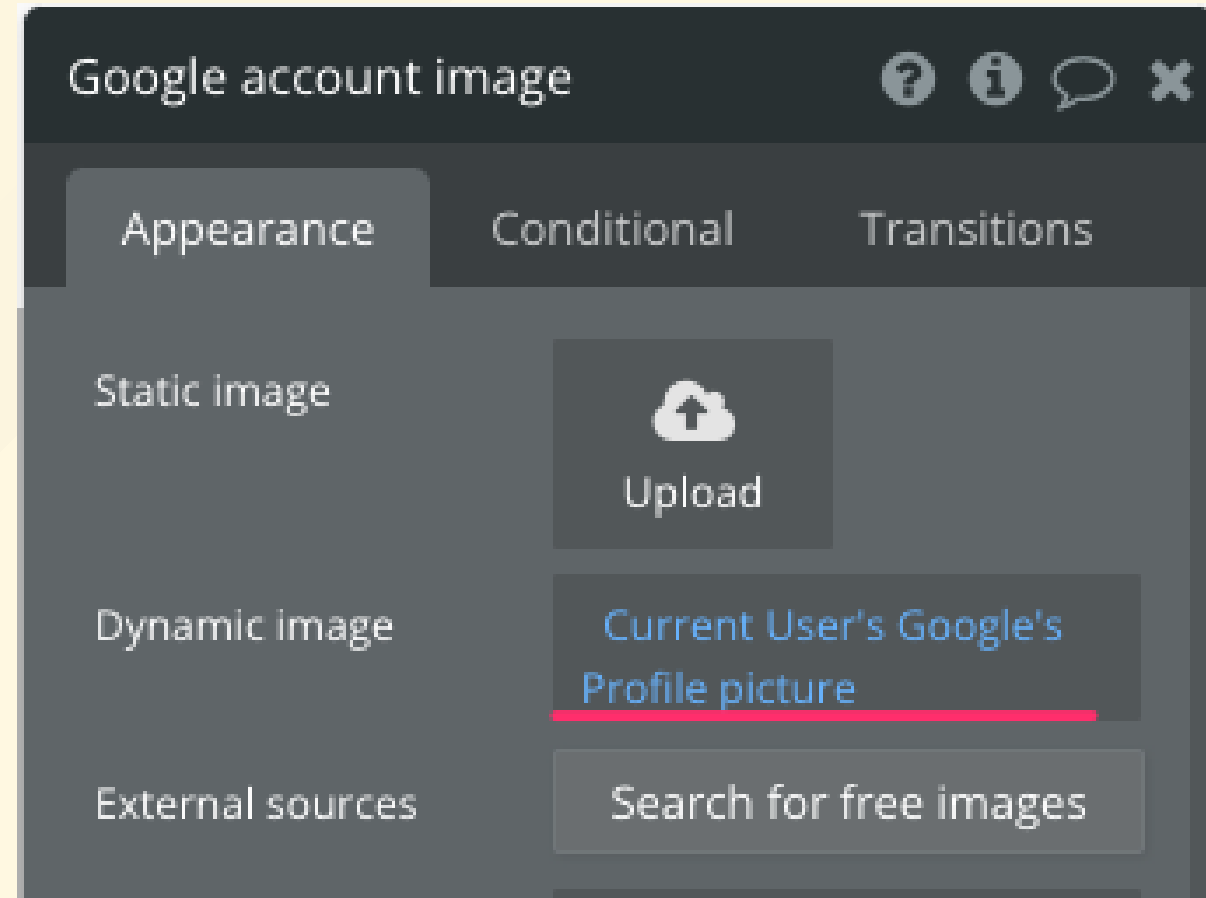 Google account image
Appearance Conditional Transitions
Static image
Upload
Dynamic image
Current User's Google's
Profile picture
External sources
Search for free images